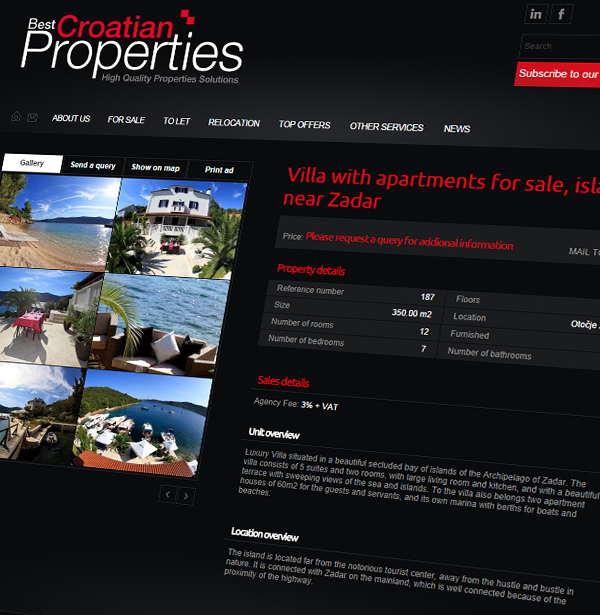 Best Croatian
Properties
High Quality Properties Solutions
in f
Search
Subscribe to our
ABOUT US FOR SALE TO LET RELOCATION TOP OFFERS OTHER SERVICES NEWS
Gallery Send a query Show on map Print ad
Villa with apartments for sale, isla
near Zadar
Price: Please request a query for addional information
MAIL TO
Property details
Reference number 187 Floors
Size 350.00 m2 Location Otočje
Number of rooms 12 Furnished
Number of bedrooms 7 Number of bathrooms
Sales details
Agency Fee: 3% + VAT
Unit overview
Luxury Villa situated in a beautiful secluded bay of islands of the Archipelago of Zadar. The
villa consists of 5 suites and two rooms, with large living room and kitchen, and with a beautiful
terrace with sweeping views of the sea and islands. To the villa also belongs two apartment
houses of 60m2 for the guests and servants, and its own marina with berths for boats and
beaches.
Location overview
The island is located far from the notorious tourist center, away from the hustle and bustle in
nature. It is connected with Zadar on the mainland, which is well connected because of the
proximity of the highway.